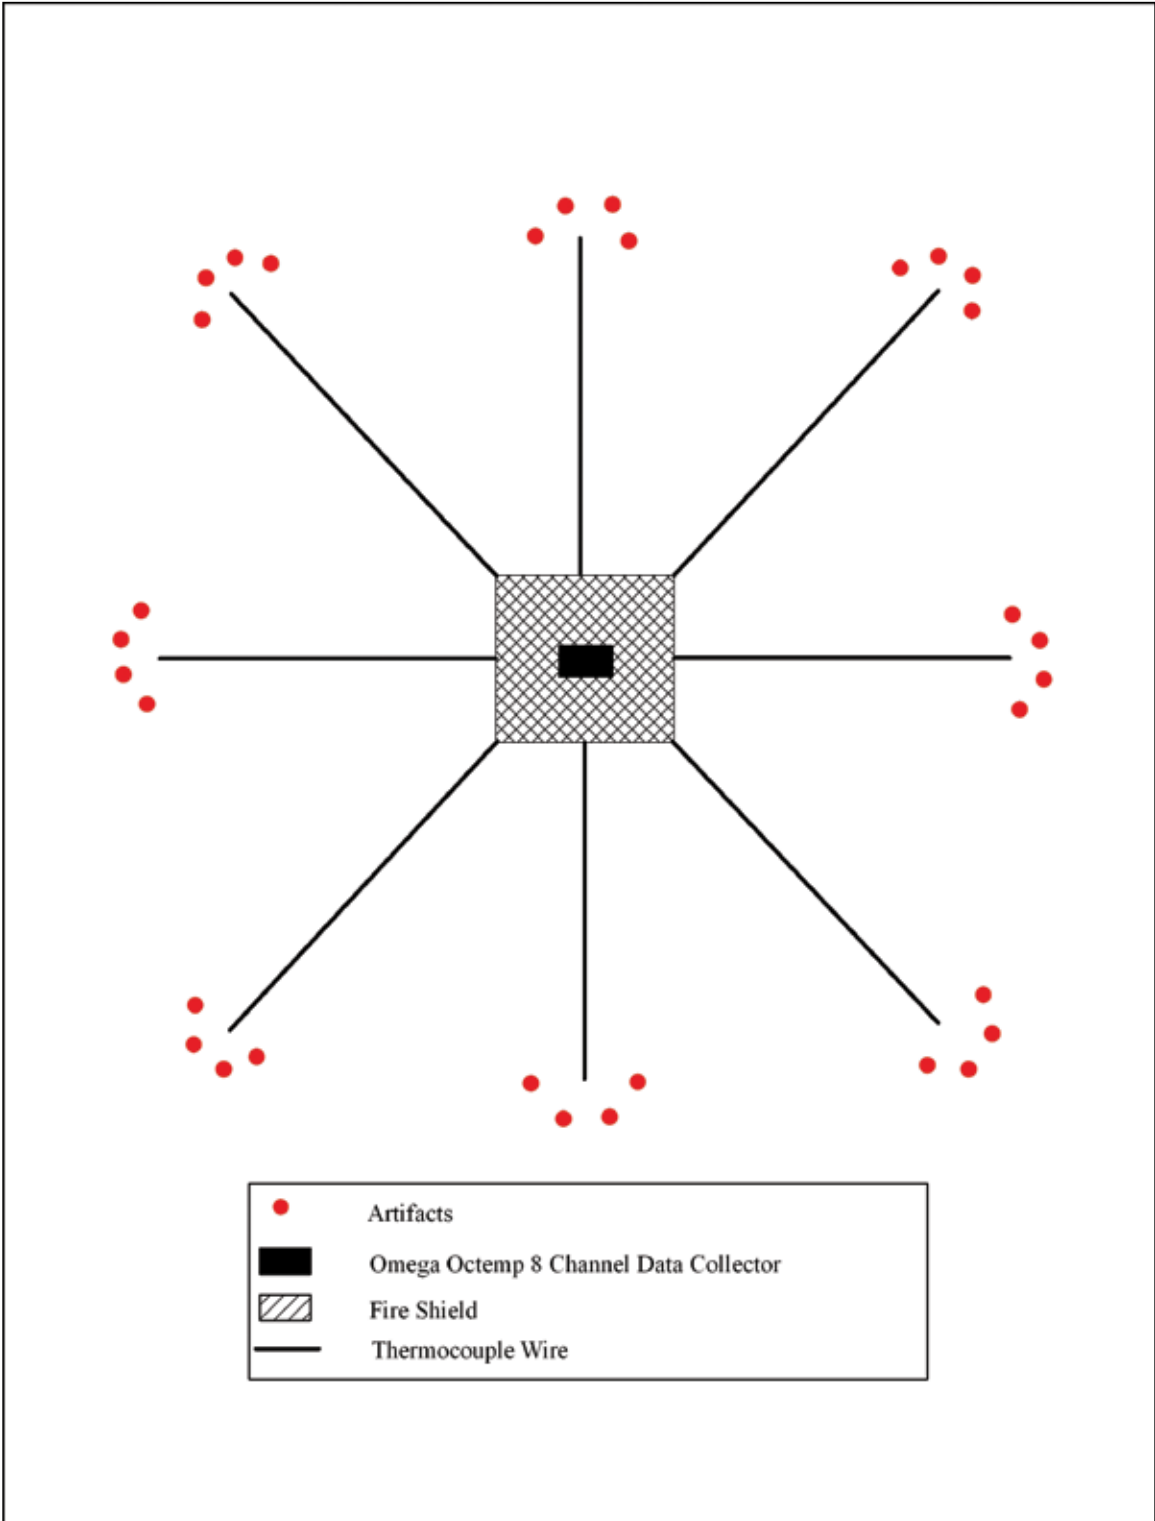 Artifacts
Omega Octemp 8 Channel Data Collector
Fire Shield
Thermocouple Wire